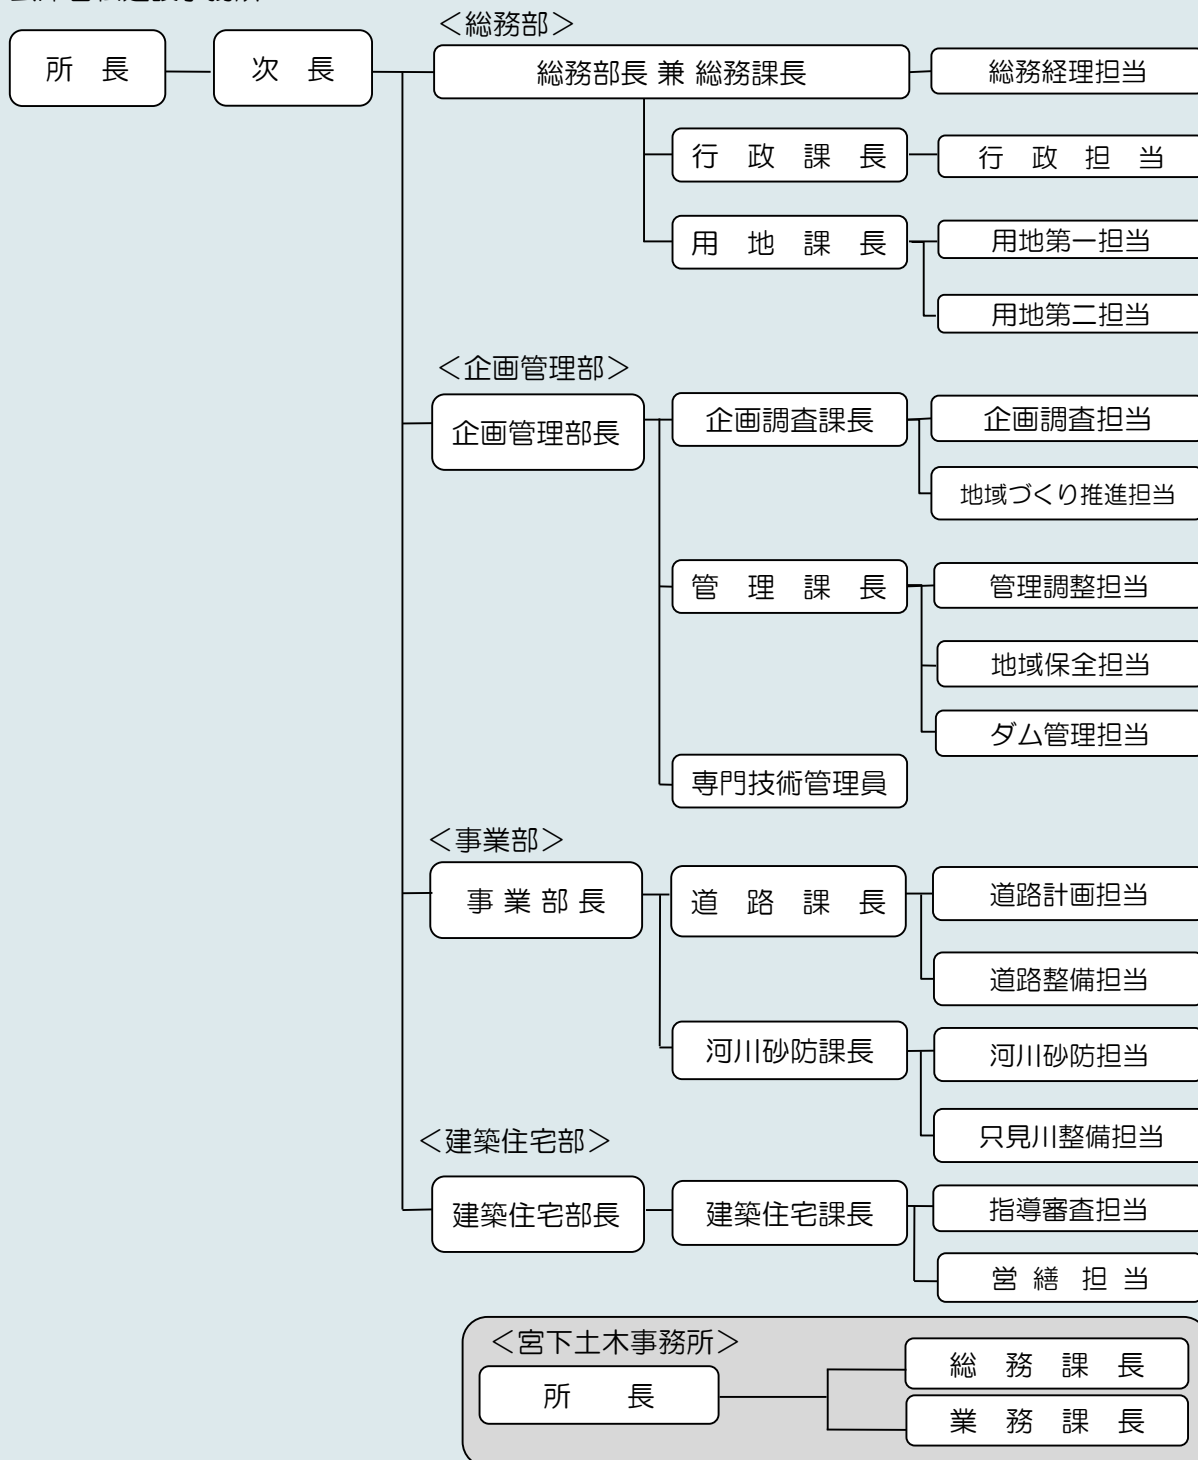 ＜総務部＞
所 長
次 長
総務部長 兼 総務課長
総務経理担当
行 政 課 長
行 政 担 当
用 地 課 長
用地第一担当
用地第二担当
＜企画管理部＞
企画管理部長
企画調査課長
企画調査担当
地域づくり推進担当
管 理 課 長
管理調整担当
地域保全担当
ダム管理担当
専門技術管理員
＜事業部＞
事 業 部 長
道 路 課 長
道路計画担当
道路整備担当
河川砂防課長
河川砂防担当
只見川整備担当
＜建築住宅部＞
建築住宅部長
建築住宅課長
指導審査担当
営 繕 担 当
＜宮下土木事務所＞
所 長
総 務 課 長
業 務 課 長